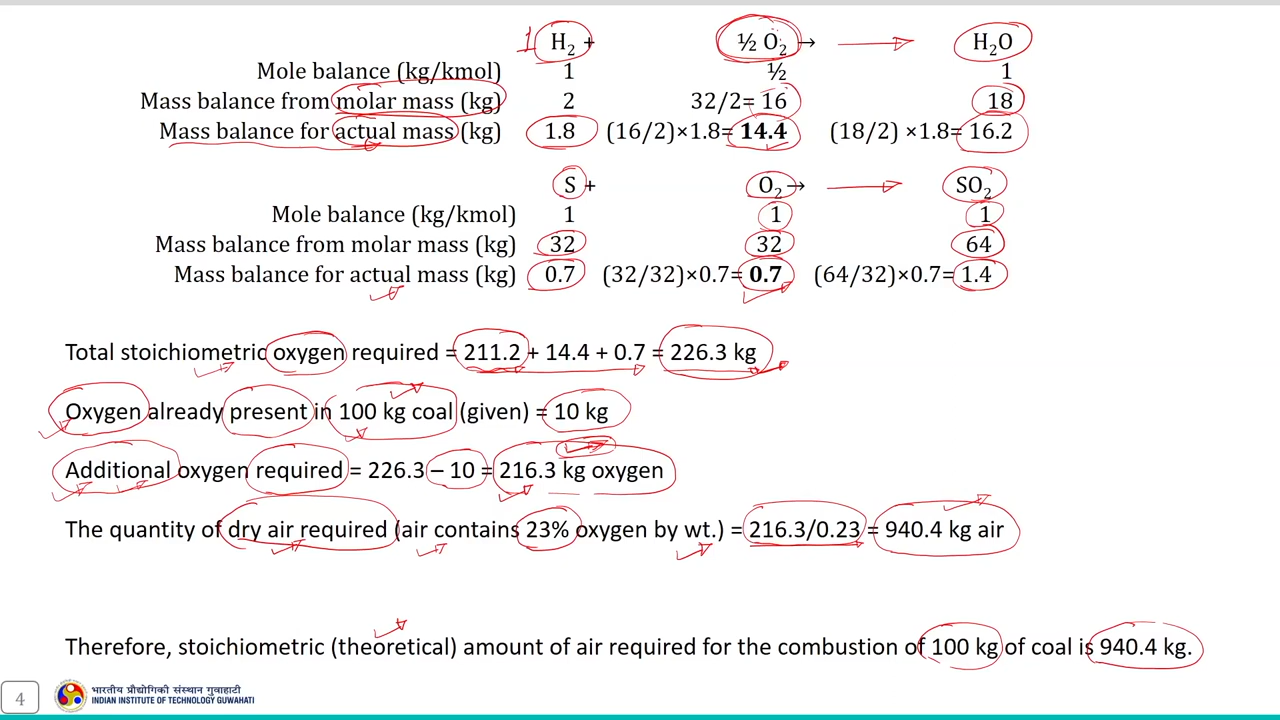 1 H₂ + ½ O₂ → H₂O
Mole balance (kg/kmol) 1 ½ 1
Mass balance from molar mass (kg) 2 32/2= 16 18
Mass balance for actual mass (kg) 1.8 (16/2)×1.8= 14.4 (18/2) ×1.8= 16.2
S + O₂ → SO₂
Mole balance (kg/kmol) 1 1 1
Mass balance from molar mass (kg) 32 32 64
Mass balance for actual mass (kg) 0.7 (32/32)×0.7= 0.7 (64/32)×0.7= 1.4
Total stoichiometric oxygen required = 211.2 + 14.4 + 0.7 = 226.3 kg
Oxygen already present in 100 kg coal (given) = 10 kg
Additional oxygen required = 226.3 – 10 = 216.3 kg oxygen
The quantity of dry air required (air contains 23% oxygen by wt.) = 216.3/0.23 = 940.4 kg air
Therefore, stoichiometric (theoretical) amount of air required for the combustion of 100 kg of coal is 940.4 kg.
4
भारतीय प्रौद्योगिकी संस्थान गुवाहाटी
INDIAN INSTITUTE OF TECHNOLOGY GUWAHATI